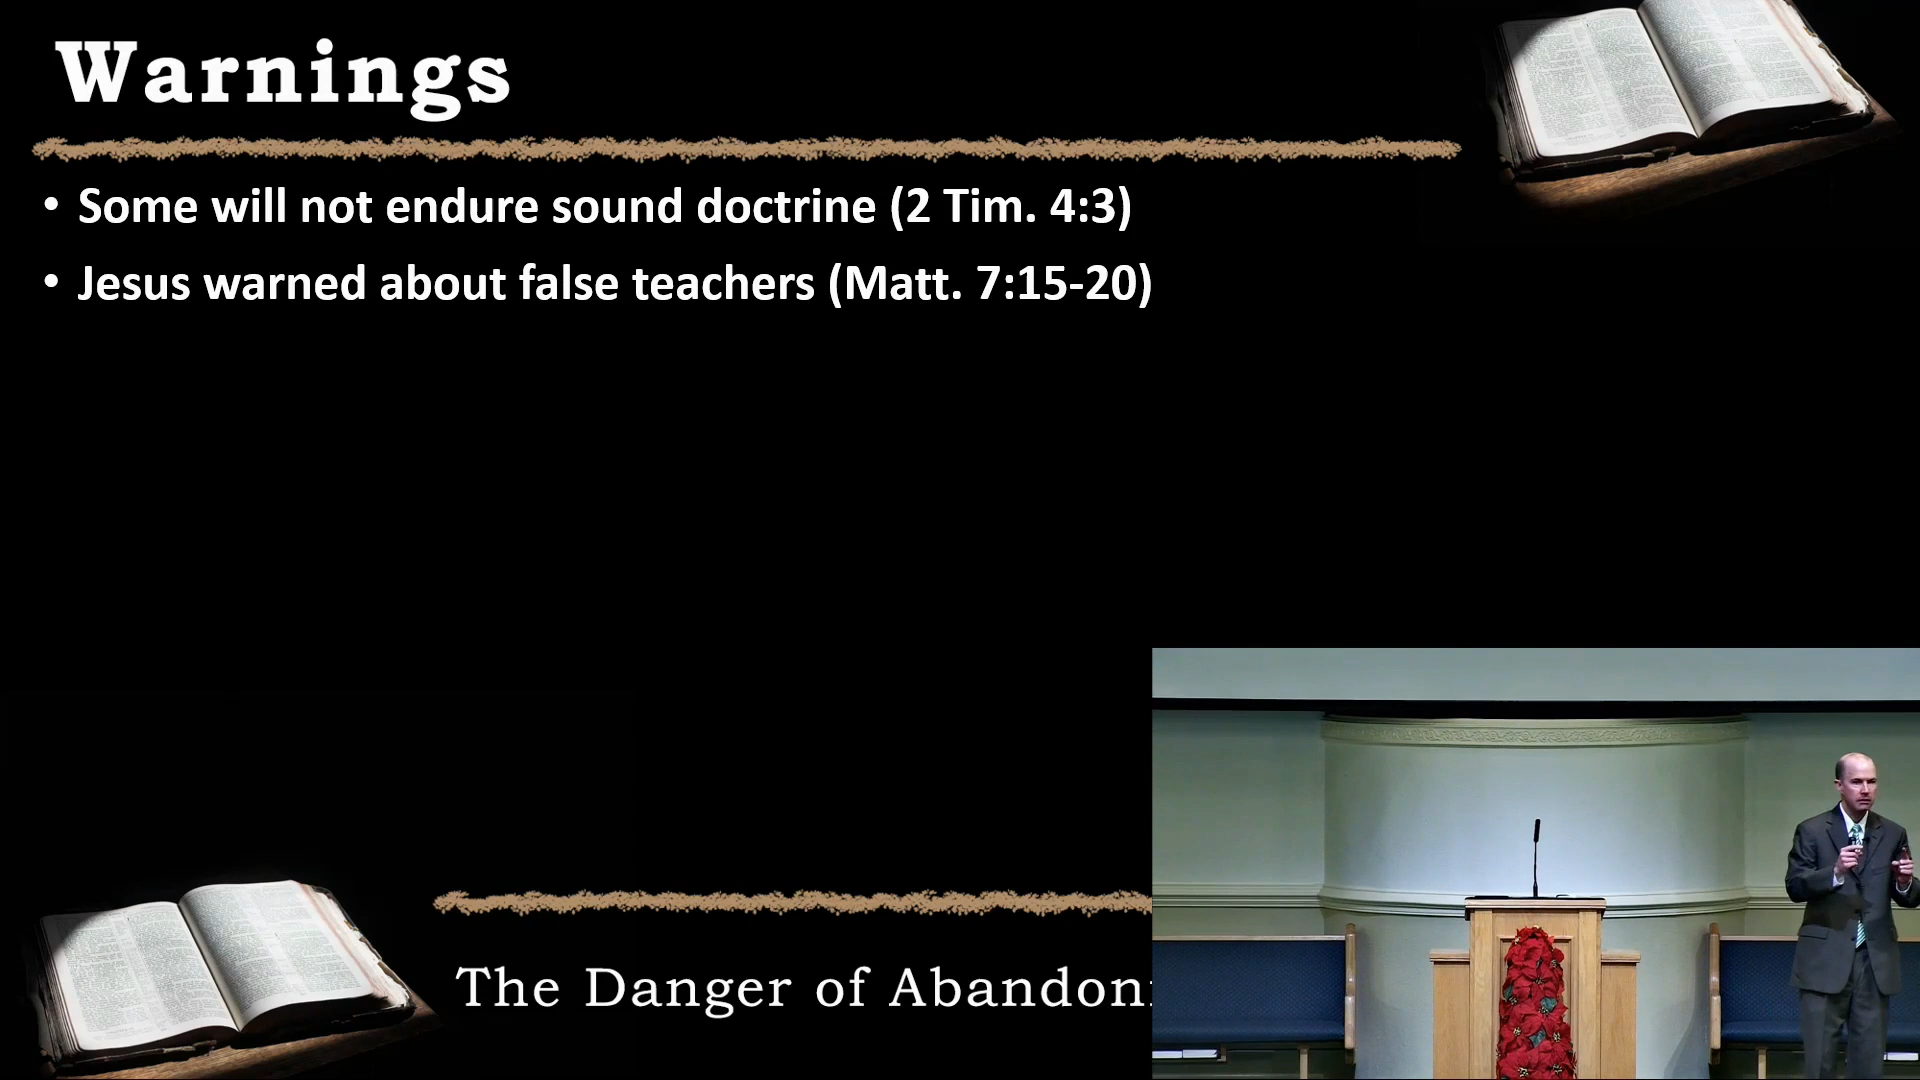 Warnings
• Some will not endure sound doctrine (2 Tim. 4:3)
• Jesus warned about false teachers (Matt. 7:15-20)
The Danger of